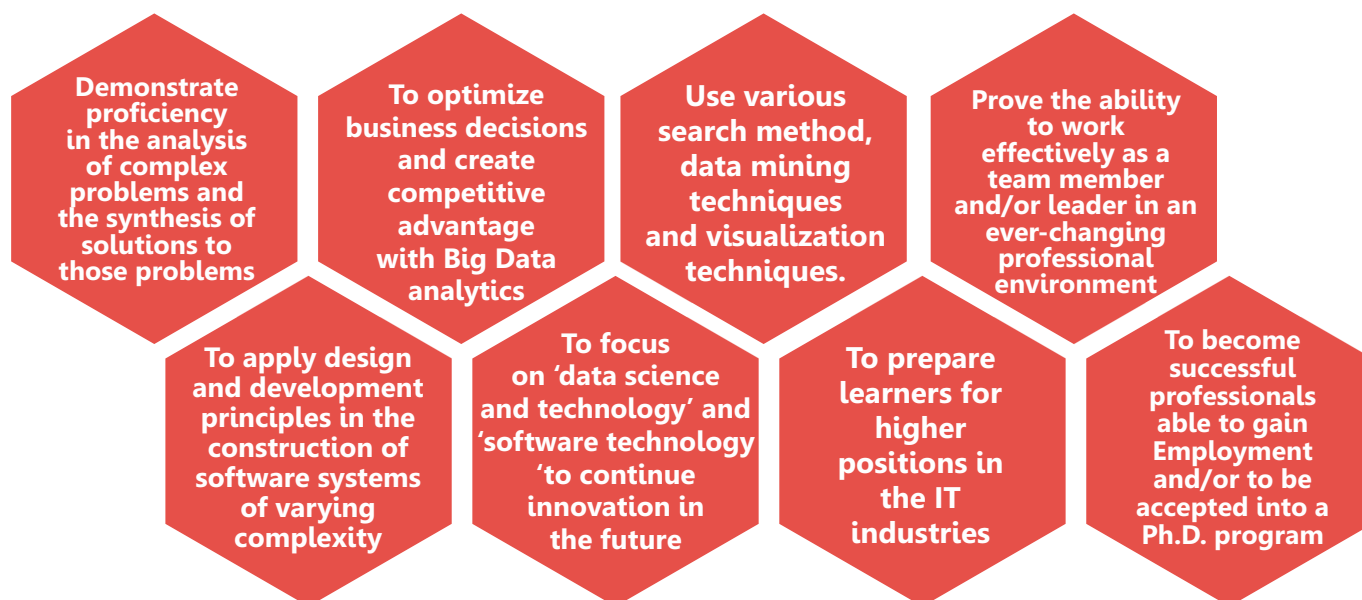 Demonstrate
proficiency
in the analysis
of complex
problems and
the synthesis of
solutions to
those problems
To optimize
business decisions
and create
competitive
advantage
with Big Data
analytics
Use various
search method,
data mining
techniques
and visualization
techniques.
Prove the ability
to work
effectively as a
team member
and/or leader in an
ever-changing
professional
environment
To apply design
and development
principles in the
construction of
software systems
of varying
complexity
To focus
on ‘data science
and technology’ and
‘software technology
‘to continue
innovation in
the future
To prepare
learners for
higher
positions in
the IT
industries
To become
successful
professionals
able to gain
Employment
and/or to be
accepted into a
Ph.D. program